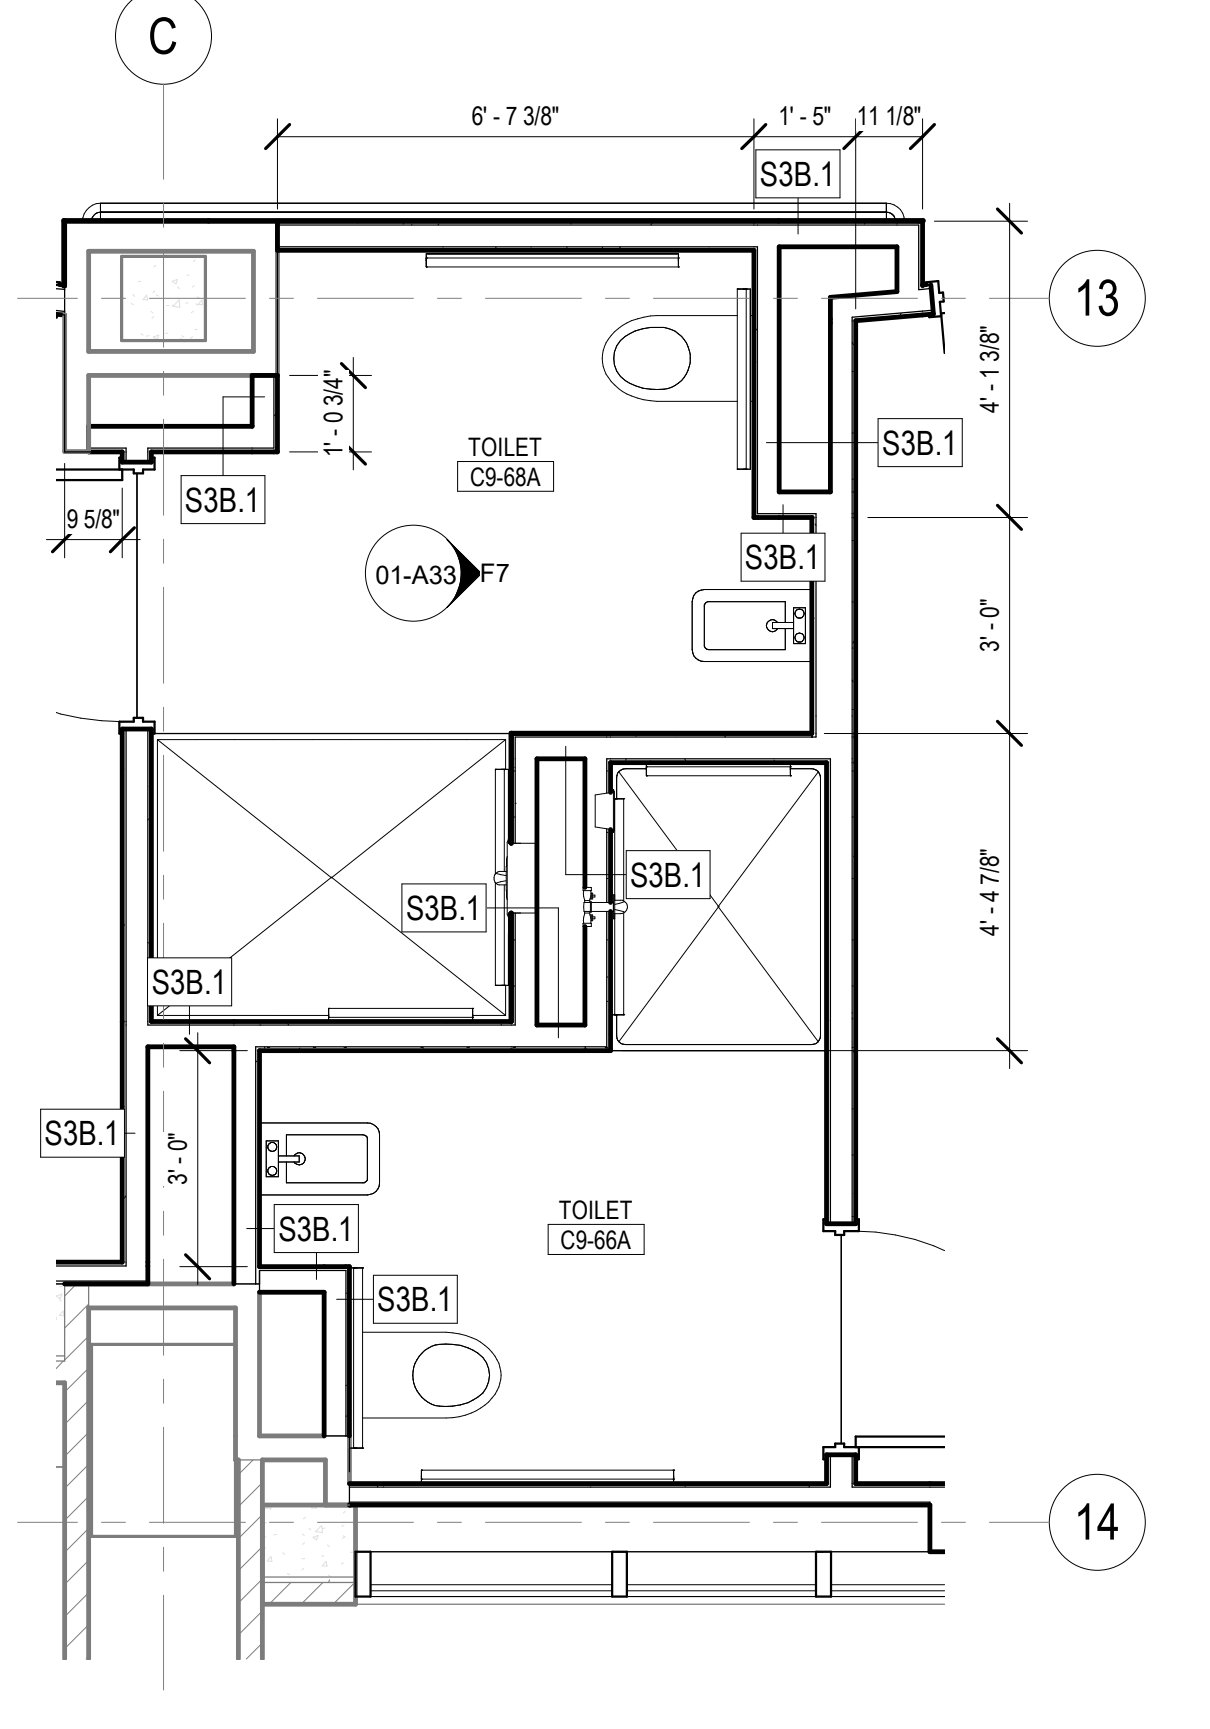 C
6' - 7 3/8"
1' - 5"
11 1/8"
S3B.1
13
4' - 1 3/8"
1' - 0 3/4"
TOILET
C9-68A
S3B.1
S3B.1
9 5/8"
S3B.1
01-A33
F7
3' - 0"
S3B.1
S3B.1
4' - 4 7/8"
S3B.1
S3B.1
3' - 0"
TOILET
C9-66A
S3B.1
S3B.1
14